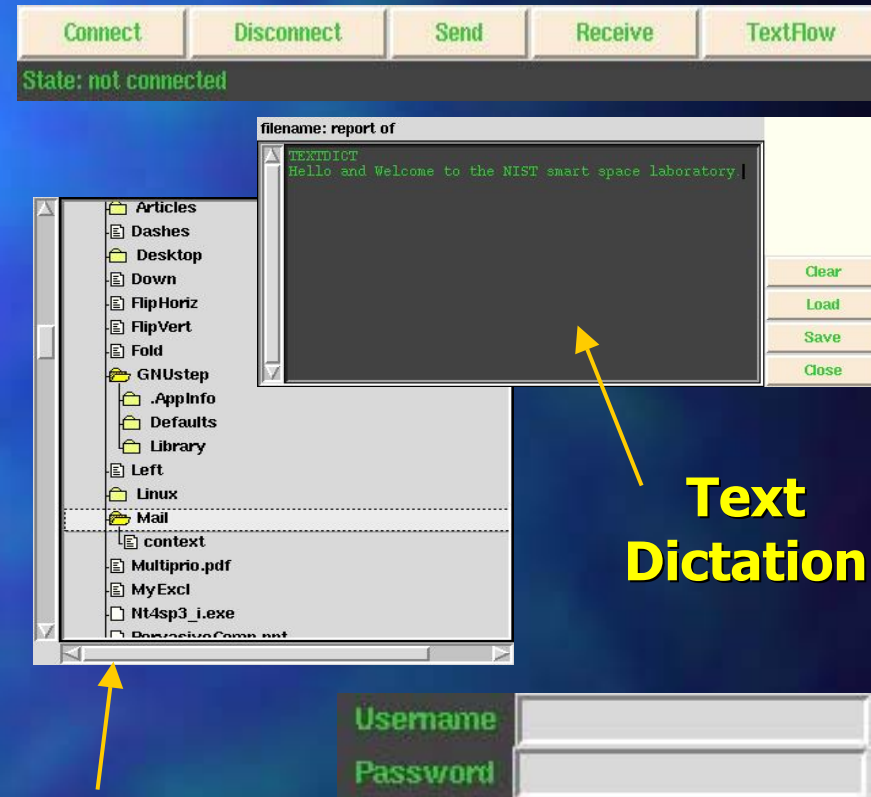 Connect Disconnect Send Receive TextFlow
State: not connected
filename: report of
TEXTDICT
Hello and Welcome to the NIST smart space laboratory.
Clear
Load
Save
Close
Articles
Dashes
Desktop
Down
FlipHoriz
FlipVert
Fold
GNUstep
.AppInfo
Defaults
Library
Left
Linux
Mail
context
Multiprio.pdf
MyExcl
Nt4sp3_i.exe
PervasiveComp.ppt
Text
Dictation
Username
Password